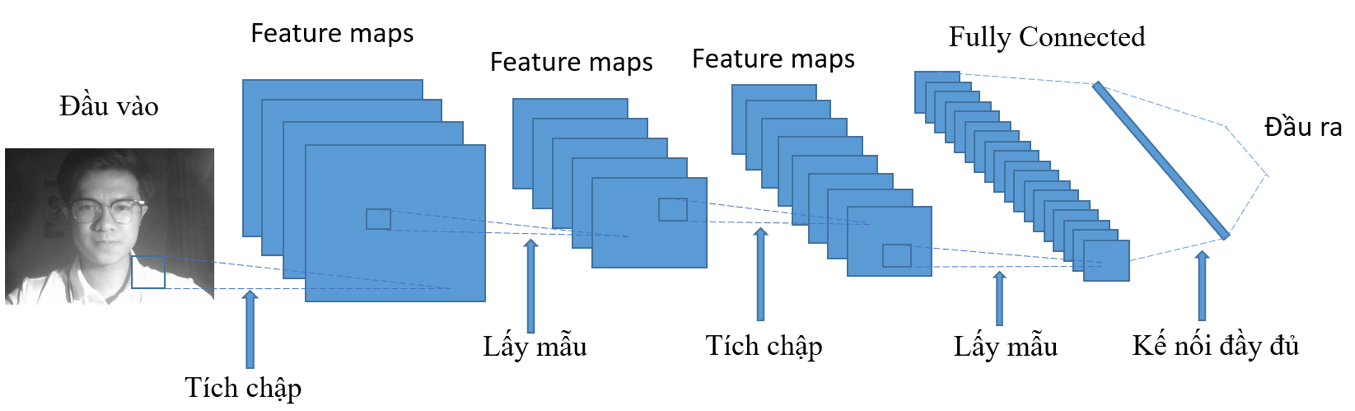 Đầu vào
Feature maps
Feature maps
Feature maps
Fully Connected
Đầu ra
Tích chập
Lấy mẫu
Tích chập
Lấy mẫu
Kế nối đầy đủ